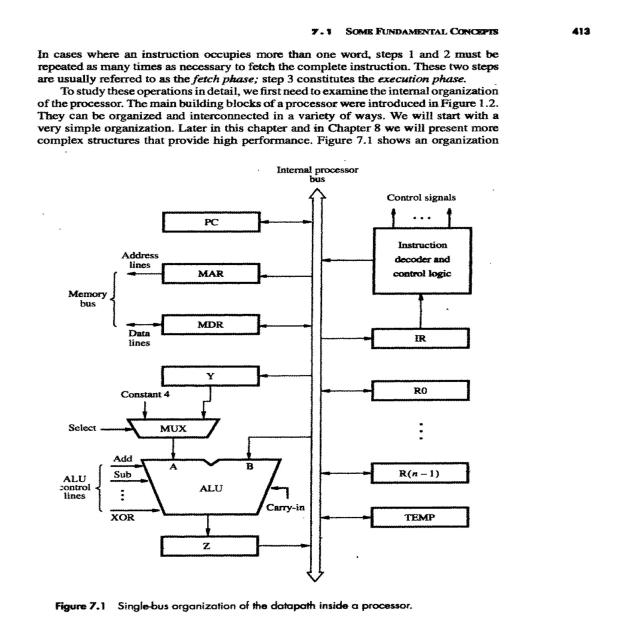 7.1 SOME FUNDAMENTAL CONCEPTS 413
In cases where an instruction occupies more than one word, steps 1 and 2 must be
repeated as many times as necessary to fetch the complete instruction. These two steps
are usually referred to as the fetch phase; step 3 constitutes the execution phase.
To study these operations in detail, we first need to examine the internal organization
of the processor. The main building blocks of a processor were introduced in Figure 1.2.
They can be organized and interconnected in a variety of ways. We will start with a
very simple organization. Later in this chapter and in Chapter 8 we will present more
complex structures that provide high performance. Figure 7.1 shows an organization
Internal processor
bus
Control signals
...
PC
Instruction
decoder and
control logic
Address
lines
MAR
Memory
bus
MDR
Data
lines
IR
Y
R0
Constant 4
Select
MUX
⋮
Add
A
B
Sub
R(n − 1)
ALU
control
lines
⋮
ALU
Carry-in
XOR
TEMP
Z
Figure 7.1 Single-bus organization of the datapath inside a processor.